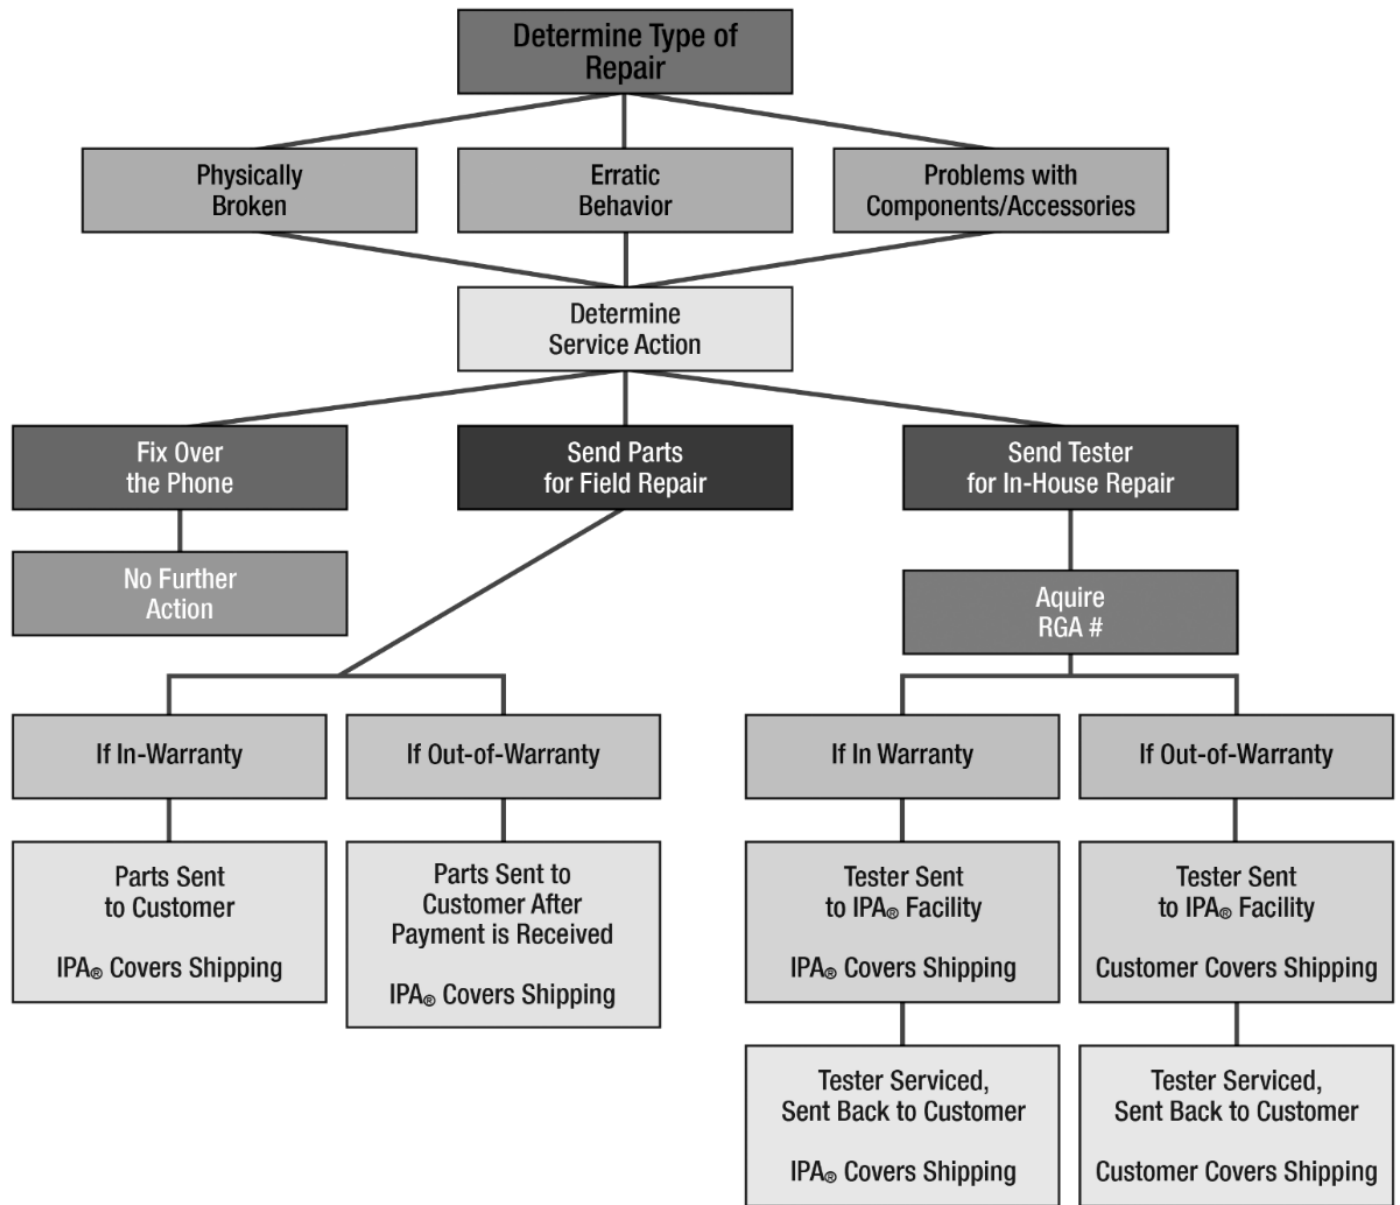 Determine Type of
Repair
Physically
Broken
Erratic
Behavior
Problems with
Components/Accessories
Determine
Service Action
Fix Over
the Phone
Send Parts
for Field Repair
Send Tester
for In-House Repair
No Further
Action
Aquire
RGA #
If In-Warranty
If Out-of-Warranty
If In Warranty
If Out-of-Warranty
Parts Sent
to Customer
IPA® Covers Shipping
Parts Sent to
Customer After
Payment is Received
IPA® Covers Shipping
Tester Sent
to IPA® Facility
IPA® Covers Shipping
Tester Sent
to IPA® Facility
Customer Covers Shipping
Tester Serviced,
Sent Back to Customer
IPA® Covers Shipping
Tester Serviced,
Sent Back to Customer
Customer Covers Shipping